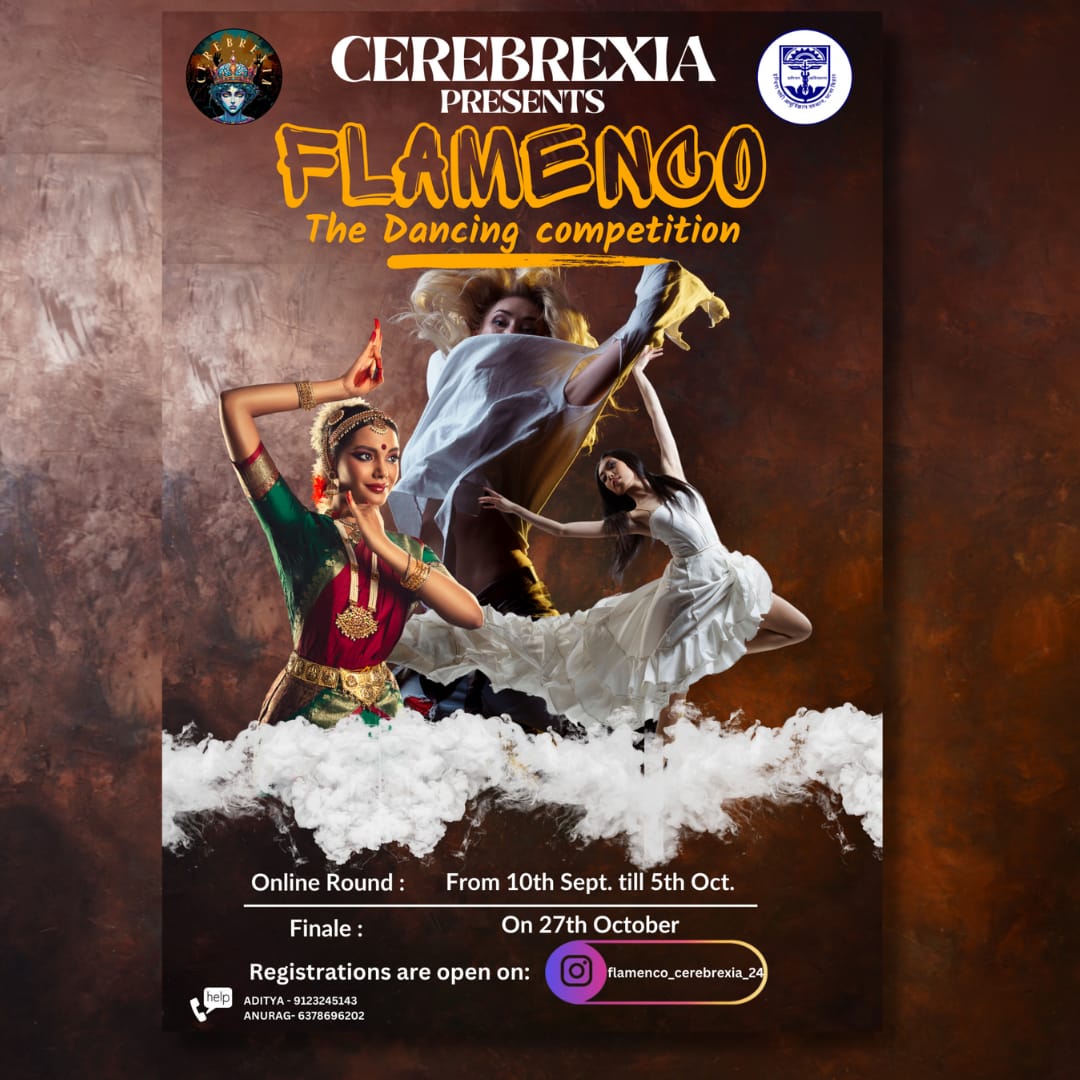 CEREBREXIA
CEREBREXIA
PRESENTS
FLAMENCO
The Dancing competition
Online Round : From 10th Sept. till 5th Oct.
Finale : On 27th October
Registrations are open on: flamenco_cerebrexia_24
help
ADITYA - 9123245143
ANURAG- 6378696202